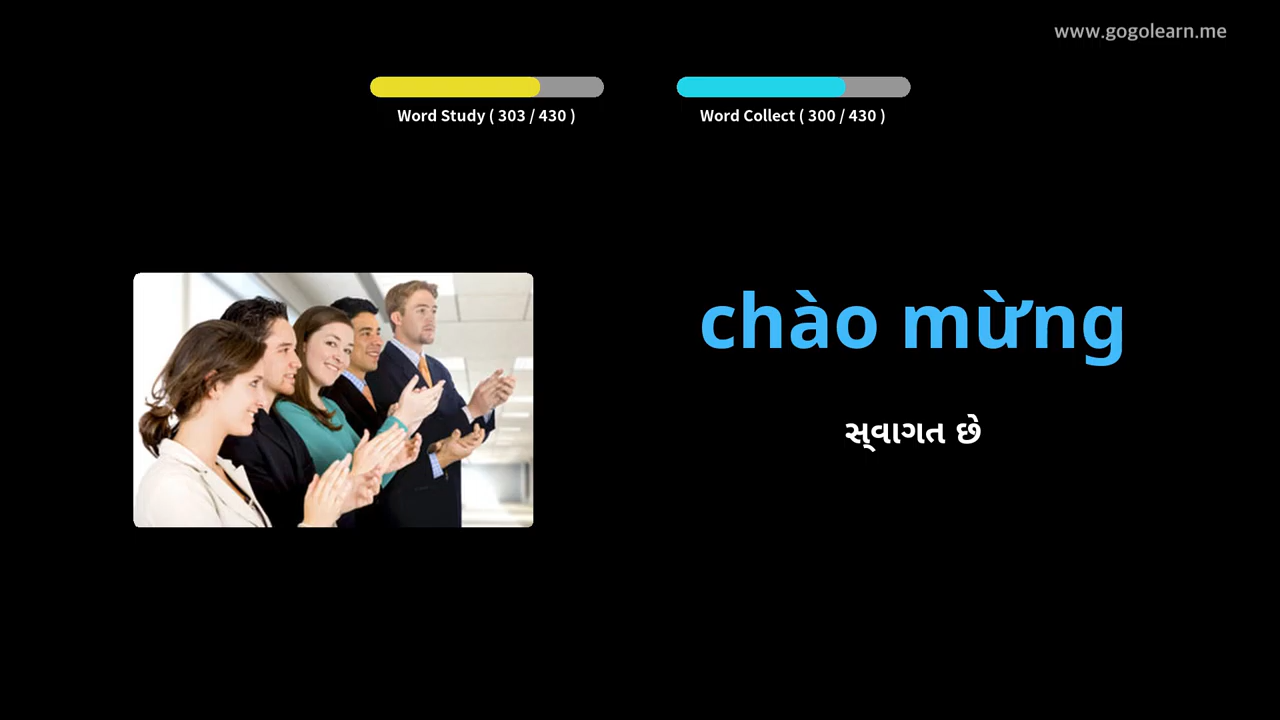 www.gogolearn.me
Word Study ( 303 / 430 )
Word Collect ( 300 / 430 )
chào mừng
સ્વાગત છે